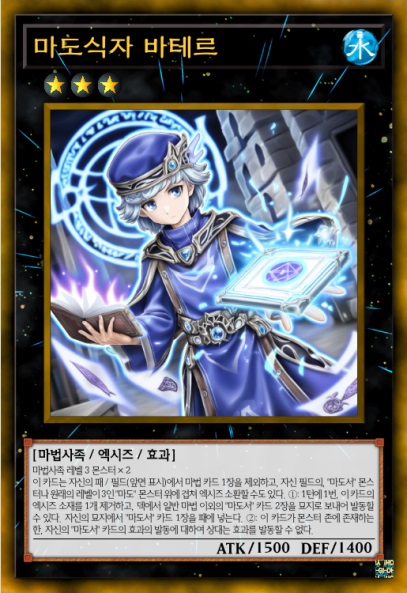 마도식자 바테르
水
[마법사족 / 엑시즈 / 효과]
마법사족 레벨 3 몬스터 × 2
이 카드는 자신의 패 / 필드(앞면 표시)에서 마법 카드 1장을 제외하고, 자신 필드의, "마도서" 몬스
터나 원래의 레벨이 3인 "마도" 몬스터 위에 겹쳐 엑시즈 소환할 수도 있다. ①: 1턴에 1번, 이 카드의
엑시즈 소재를 1개 제거하고, 덱에서 일반 마법 이외의 "마도서" 카드 2장을 묘지로 보내어 발동할
수 있다. 자신의 묘지에서 "마도서" 카드 1장을 패에 넣는다. ②: 이 카드가 몬스터 존에 존재하는
한, 자신의 "마도서" 카드의 효과의 발동에 대하여 상대는 효과를 발동할 수 없다.
ATK/1500 DEF/1400